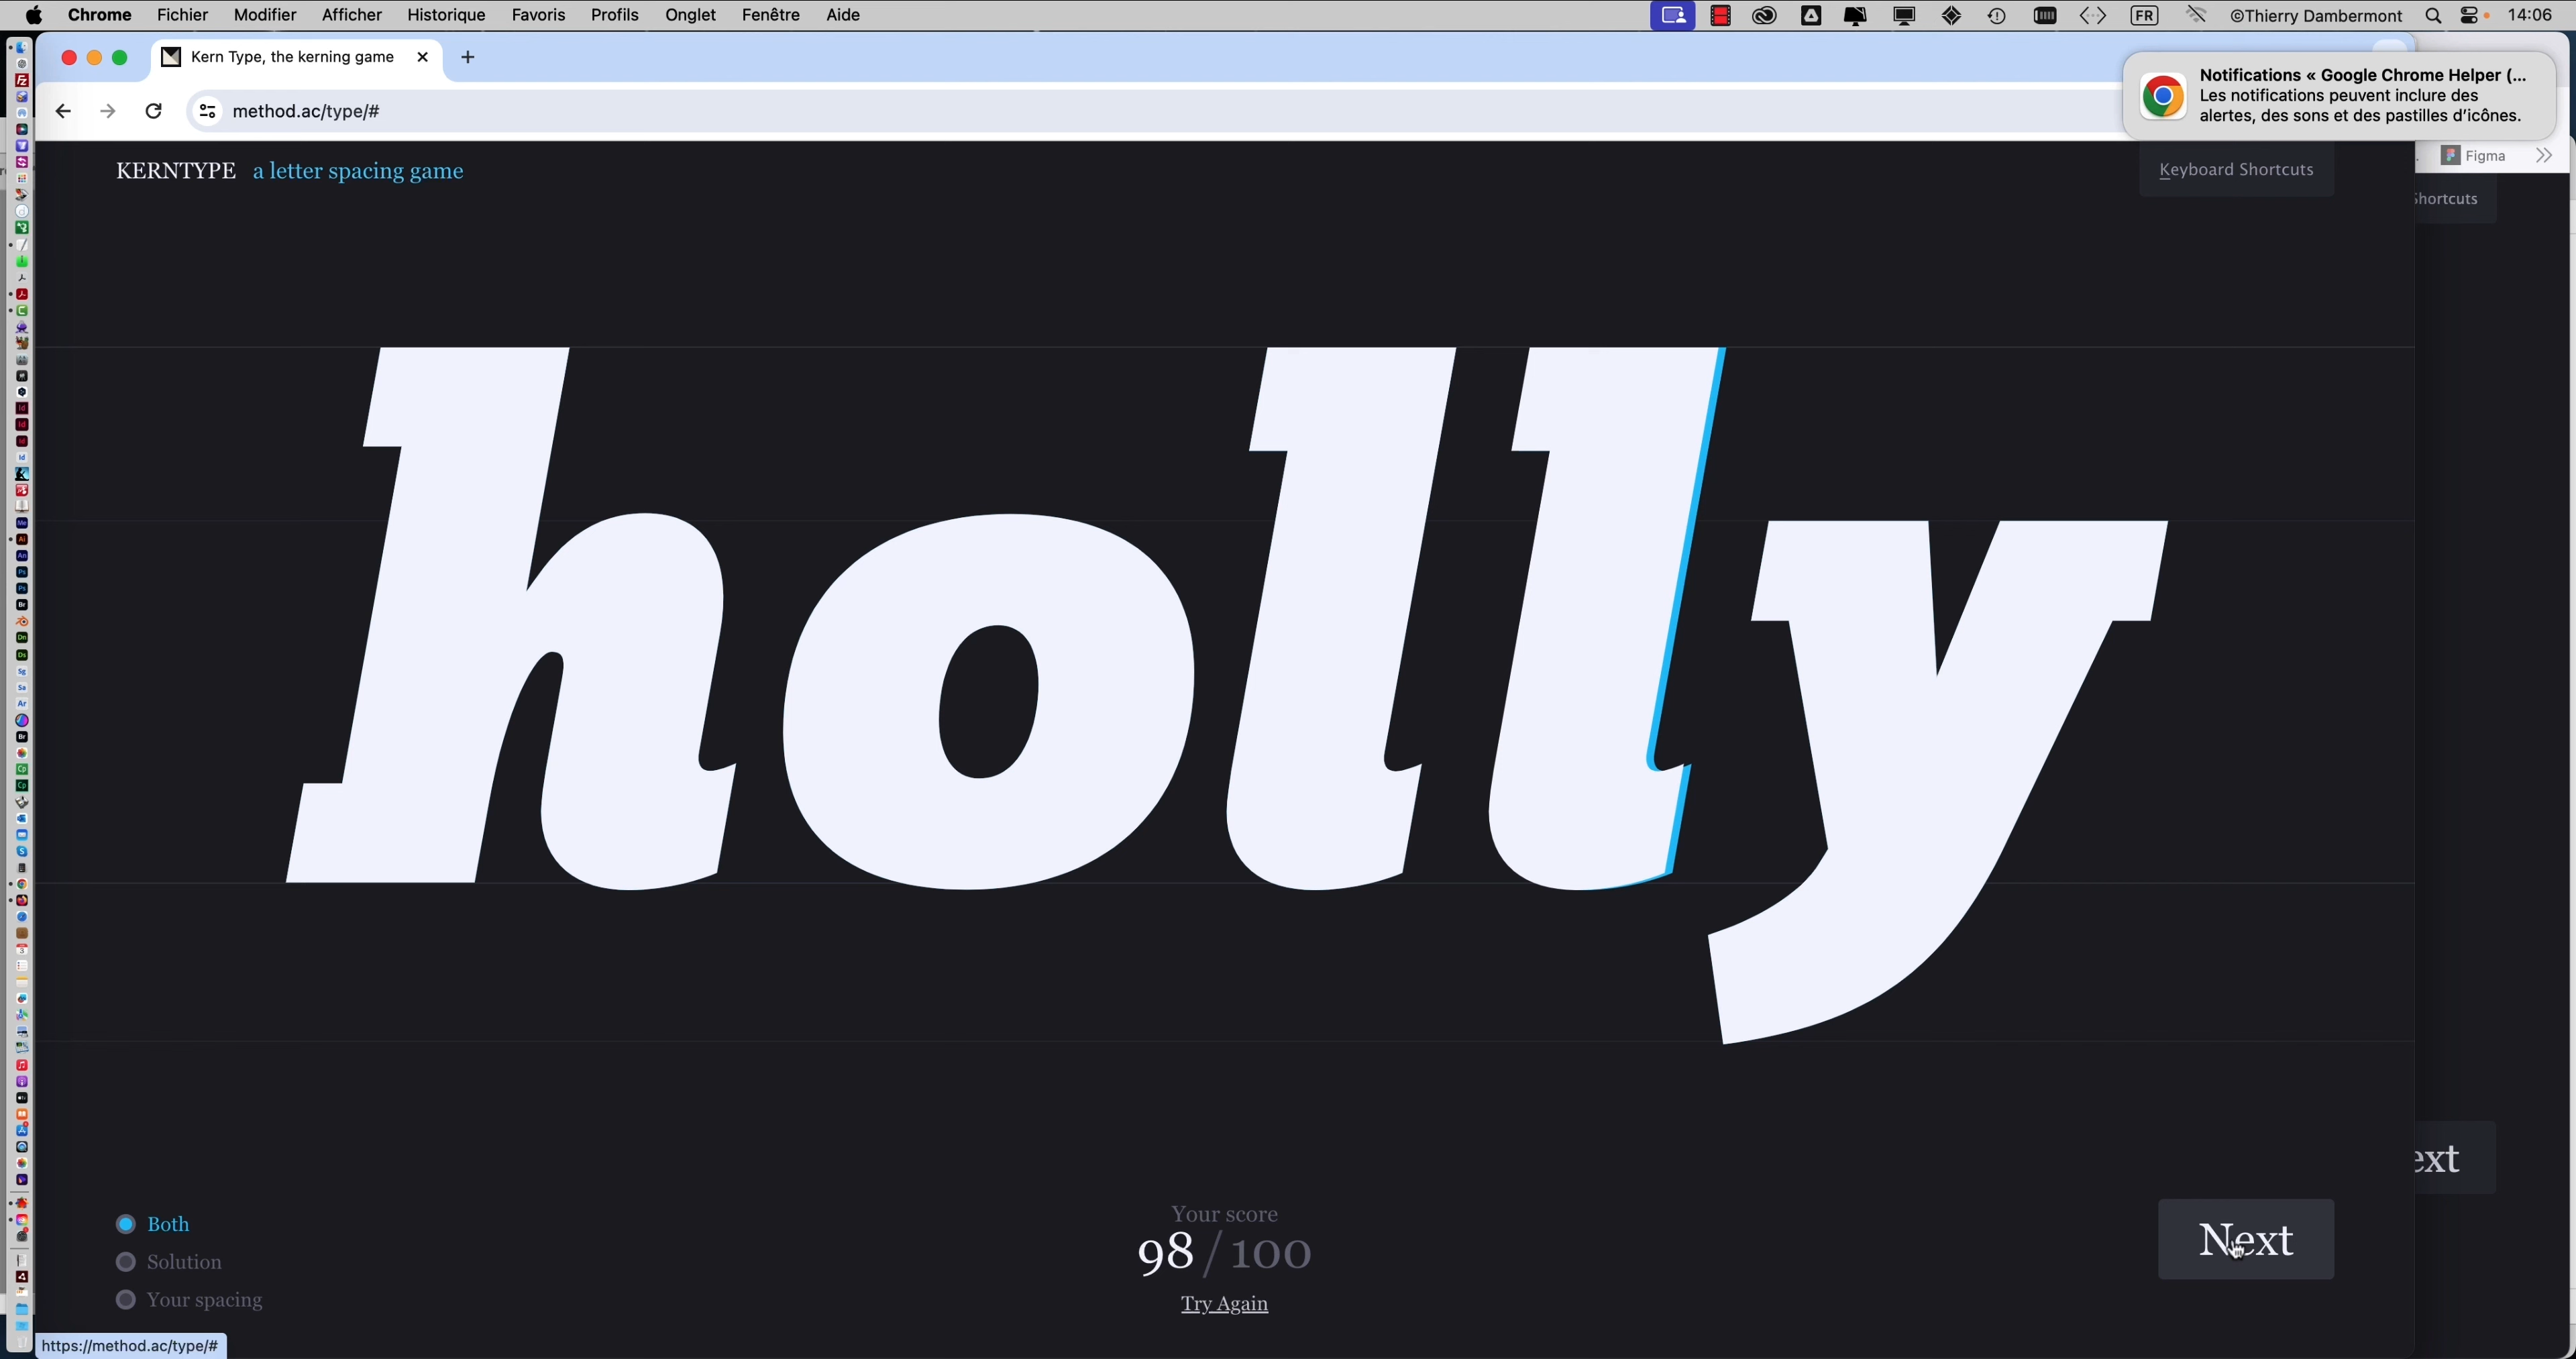 Chrome Fichier Modifier Afficher Historique Favoris Profils Onglet Fenêtre Aide FR ©Thierry Dambermont 14:06
Kern Type, the kerning game
method.ac/type/#
Notifications « Google Chrome Helper (...
Les notifications peuvent inclure des
alertes, des sons et des pastilles d'icônes.
Figma
KERNTYPE a letter spacing game
Keyboard Shortcuts
Shortcuts
holly
ext
Both
Solution
Your spacing
Your score
98/100
Try Again
Next
https://method.ac/type/#